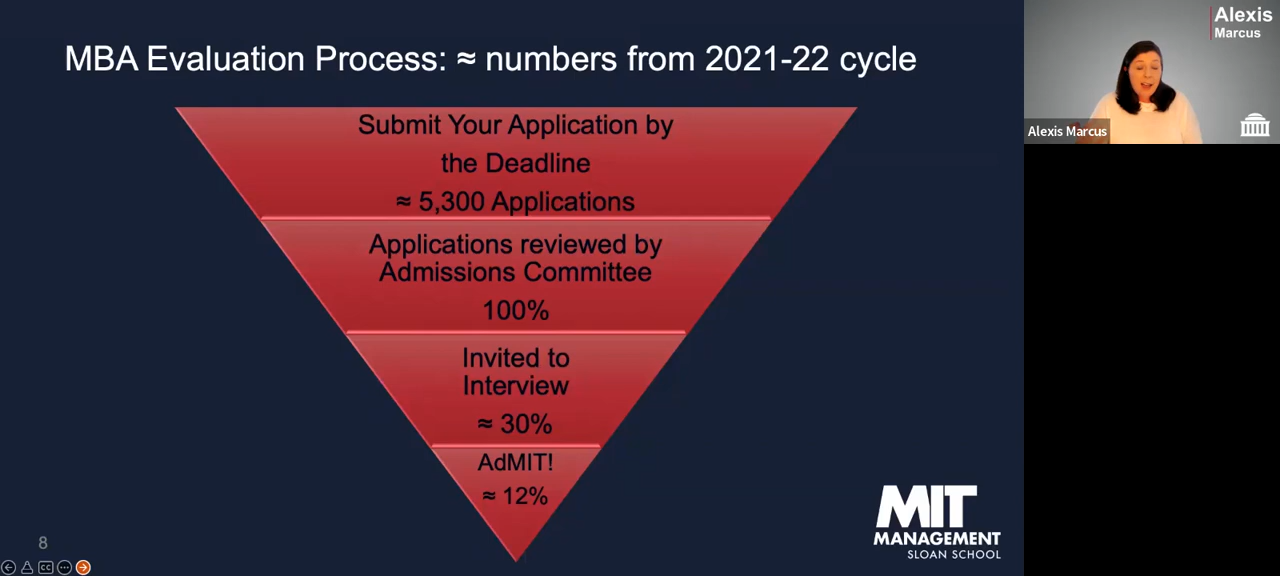 MBA Evaluation Process: ≈ numbers from 2021-22 cycle
Submit Your Application by
the Deadline
≈ 5,300 Applications
Applications reviewed by
Admissions Committee
100%
Invited to
Interview
≈ 30%
AdMIT!
≈ 12%
MIT
MANAGEMENT
SLOAN SCHOOL
8
CC
Alexis
Marcus
Alexis Marcus